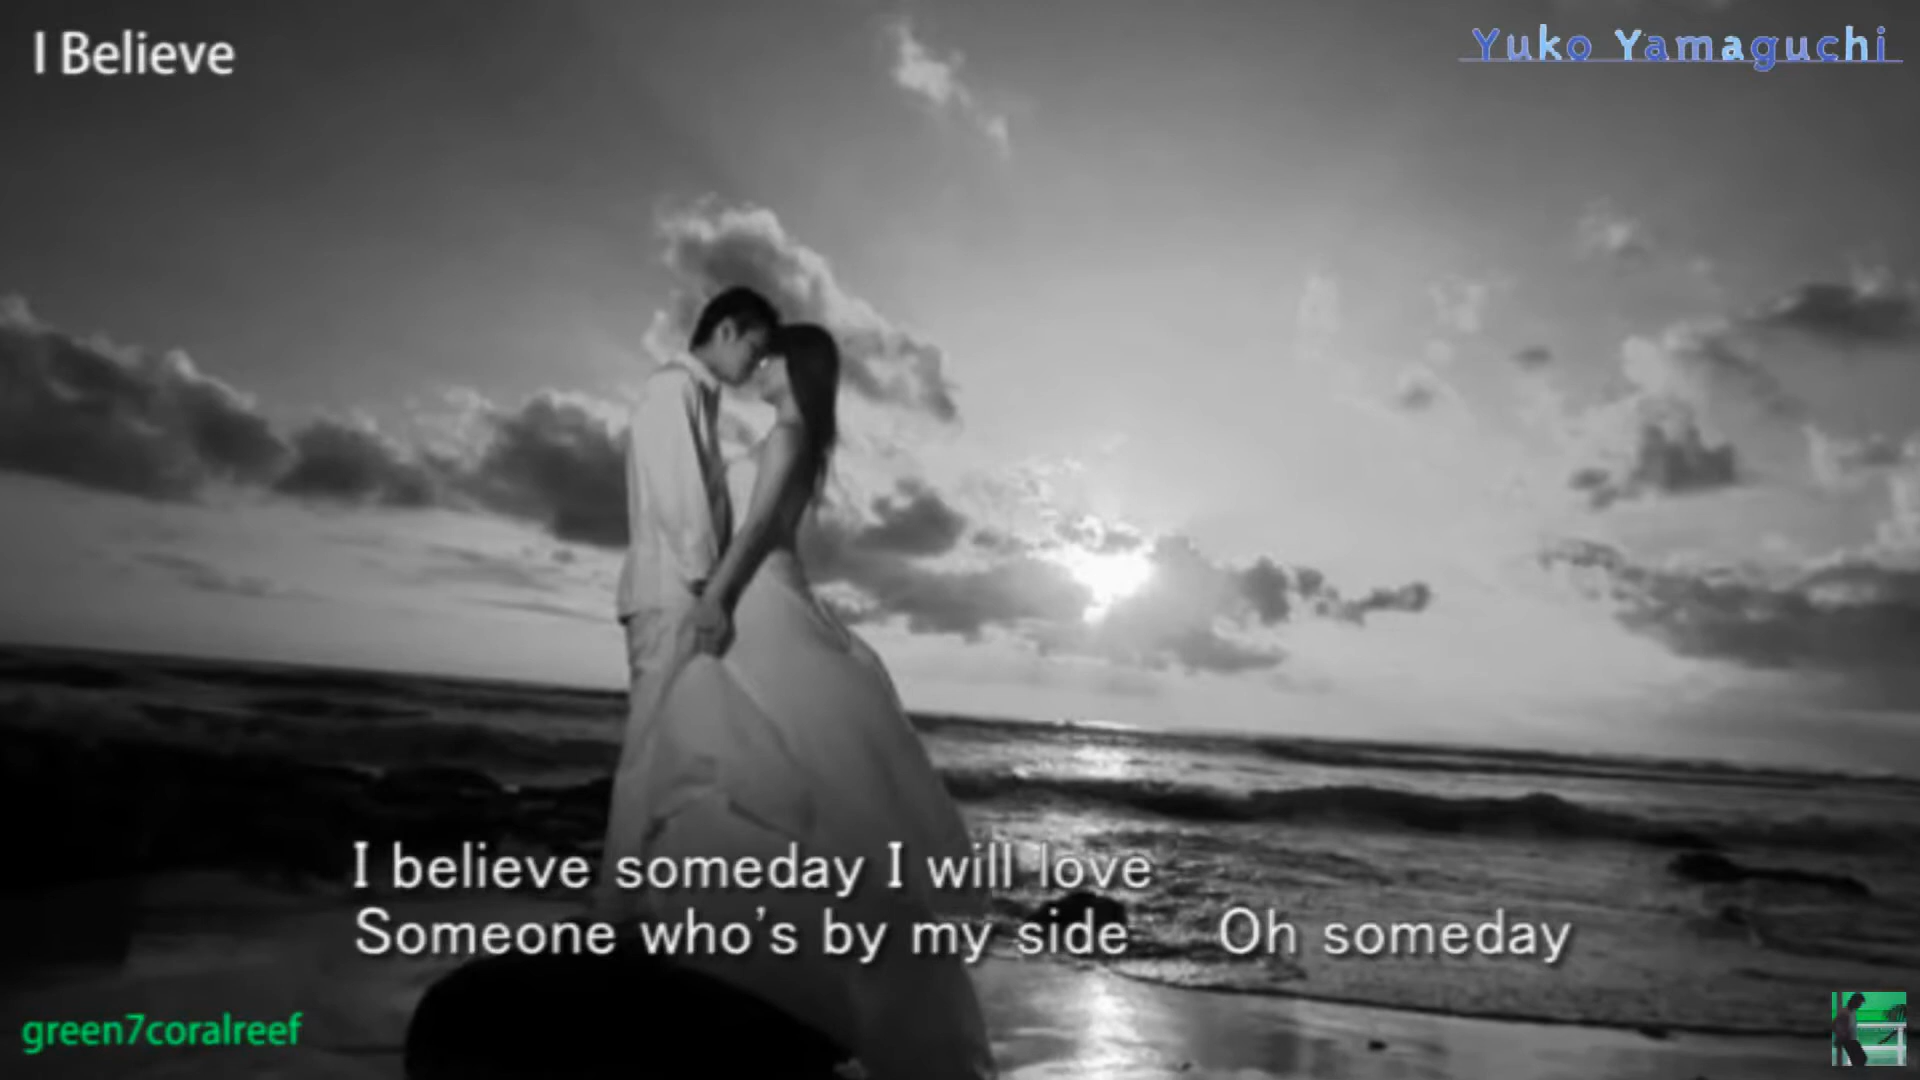 I Believe
Yuko Yamaguchi
I believe someday I will love
Someone who's by my side Oh someday
green7coralreef